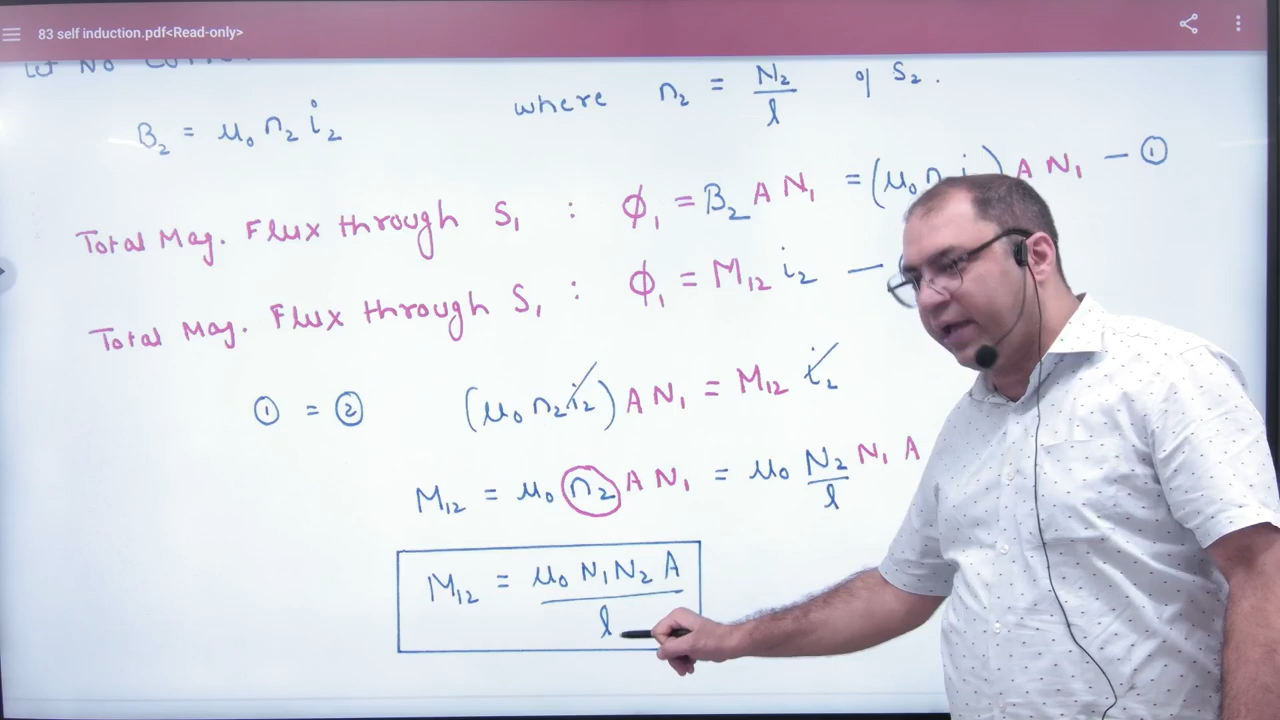 83 self induction.pdf<Read-only>
Let No
B₂ = μ₀ n₂ i₂ where n₂ = N₂/l of S₂.
Total Mag. Flux through S₁ : ϕ₁ = B₂ A N₁ = (μ₀ n i ) A N₁ — ①
Total Mag. Flux through S₁ : ϕ₁ = M₁₂ i₂ —
① = ② (μ₀ n₂ i₂) A N₁ = M₁₂ i₂
M₁₂ = μ₀ n₂ A N₁ = μ₀ N₂/l N₁ A
M₁₂ = μ₀ N₁ N₂ A / l